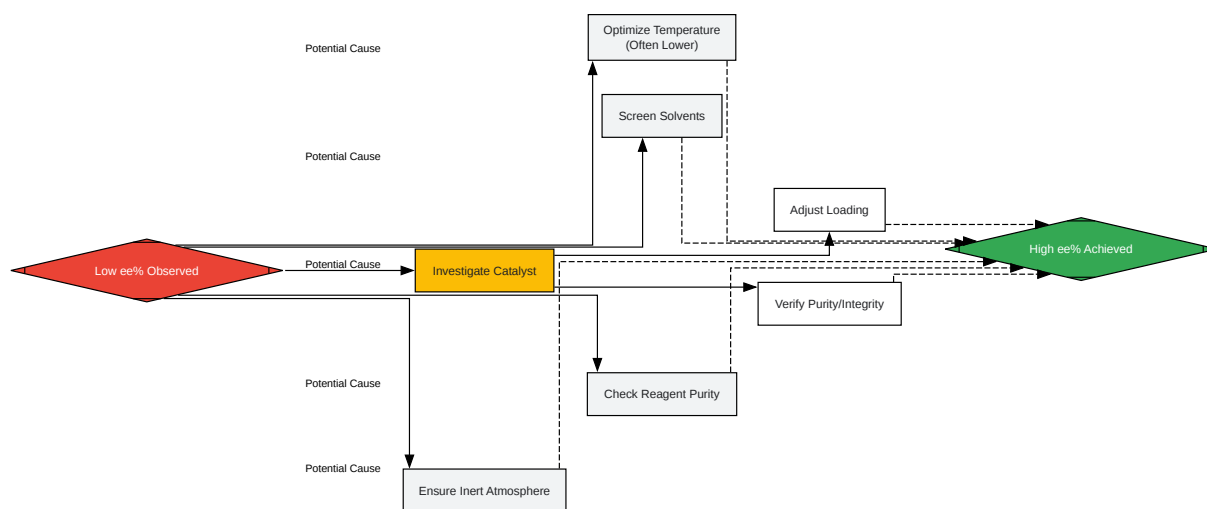 Optimize Temperature
(Often Lower)
Potential Cause
Screen Solvents
Potential Cause
Adjust Loading
High ee% Achieved
Potential Cause
Low ee% Observed
Investigate Catalyst
Verify Purity/Integrity
Potential Cause
Check Reagent Purity
Potential Cause
Ensure Inert Atmosphere